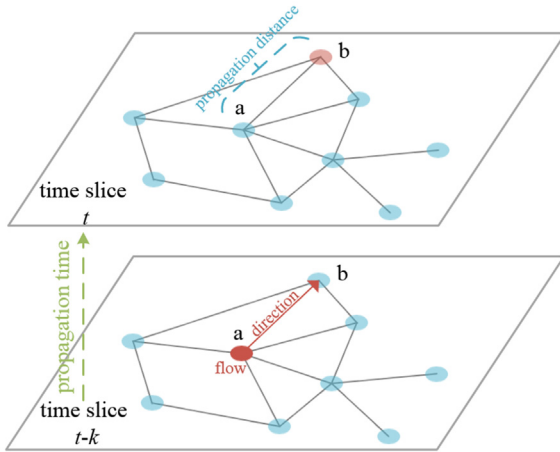 propagation distance
b
a
time slice
t
propagation time
b
direction
a
flow
time slice
t-k